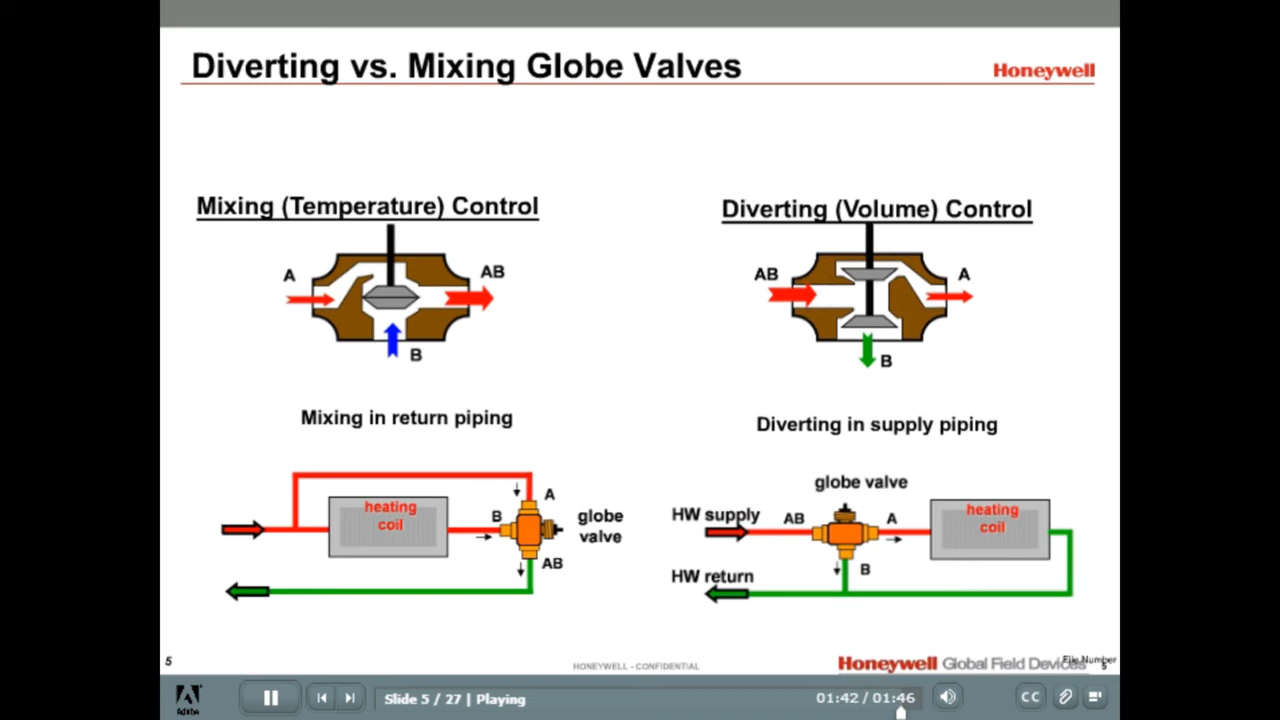 Diverting vs. Mixing Globe Valves
Honeywell
Mixing (Temperature) Control
A
AB
B
Mixing in return piping
heating
coil
A
B
AB
globe
valve
Diverting (Volume) Control
AB
A
B
Diverting in supply piping
globe valve
HW supply
AB
A
heating
coil
HW return
B
5
HONEYWELL - CONFIDENTIAL
Honeywell Global Field Devices
File Number
5
Adobe
Slide 5 / 27 | Playing
01:42 / 01:46
CC